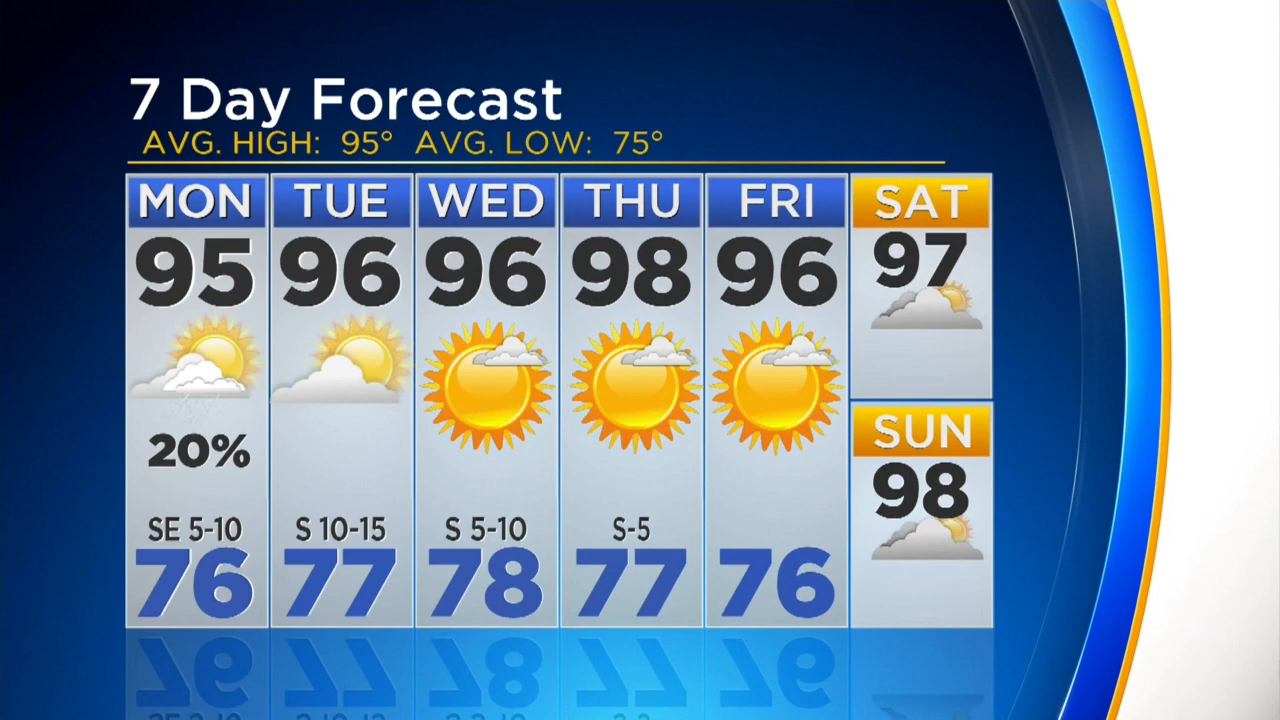 7 Day Forecast
AVG. HIGH: 95° AVG. LOW: 75°
MON TUE WED THU FRI SAT
95 96 96 98 96 97
SUN
20%
98
SE 5-10 S 10-15 S 5-10 S-5
76 77 78 77 76